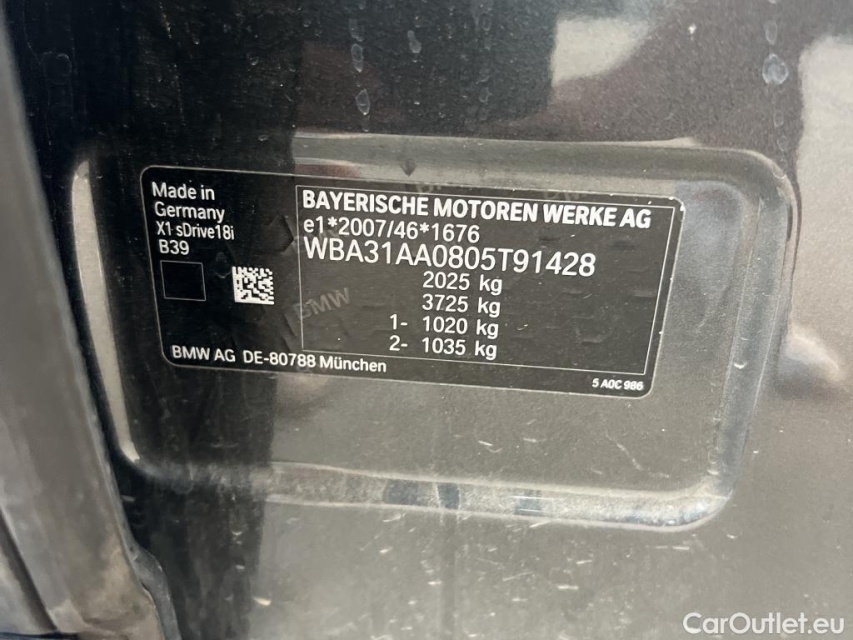 Made in
Germany
X1 sDrive18i
B39
BAYERISCHE MOTOREN WERKE AG
e1*2007/46*1676
WBA31AA0805T91428
2025 kg
3725 kg
1- 1020 kg
2- 1035 kg
BMW
BMW AG DE-80788 München
5 A0C 986
CarOutlet.eu